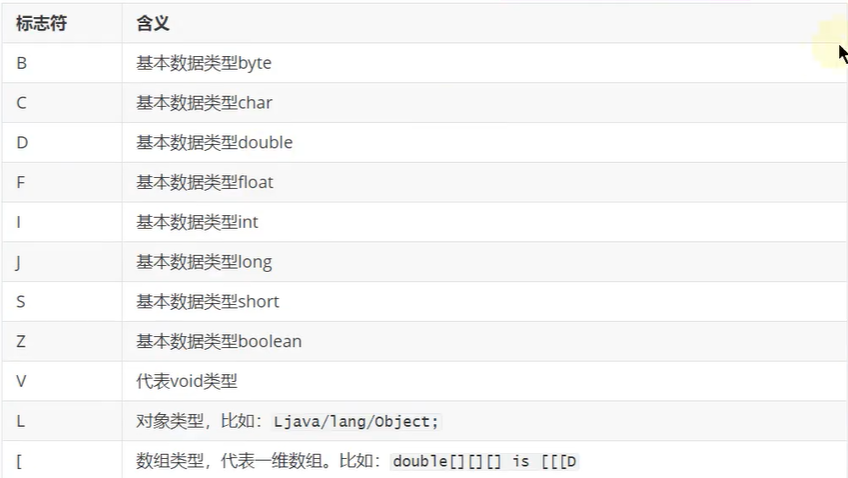 标志符 含义
B 基本数据类型byte
C 基本数据类型char
D 基本数据类型double
F 基本数据类型float
I 基本数据类型int
J 基本数据类型long
S 基本数据类型short
Z 基本数据类型boolean
V 代表void类型
L 对象类型，比如：Ljava/lang/Object;
[ 数组类型，代表一维数组。比如：double[][][] is [[[D